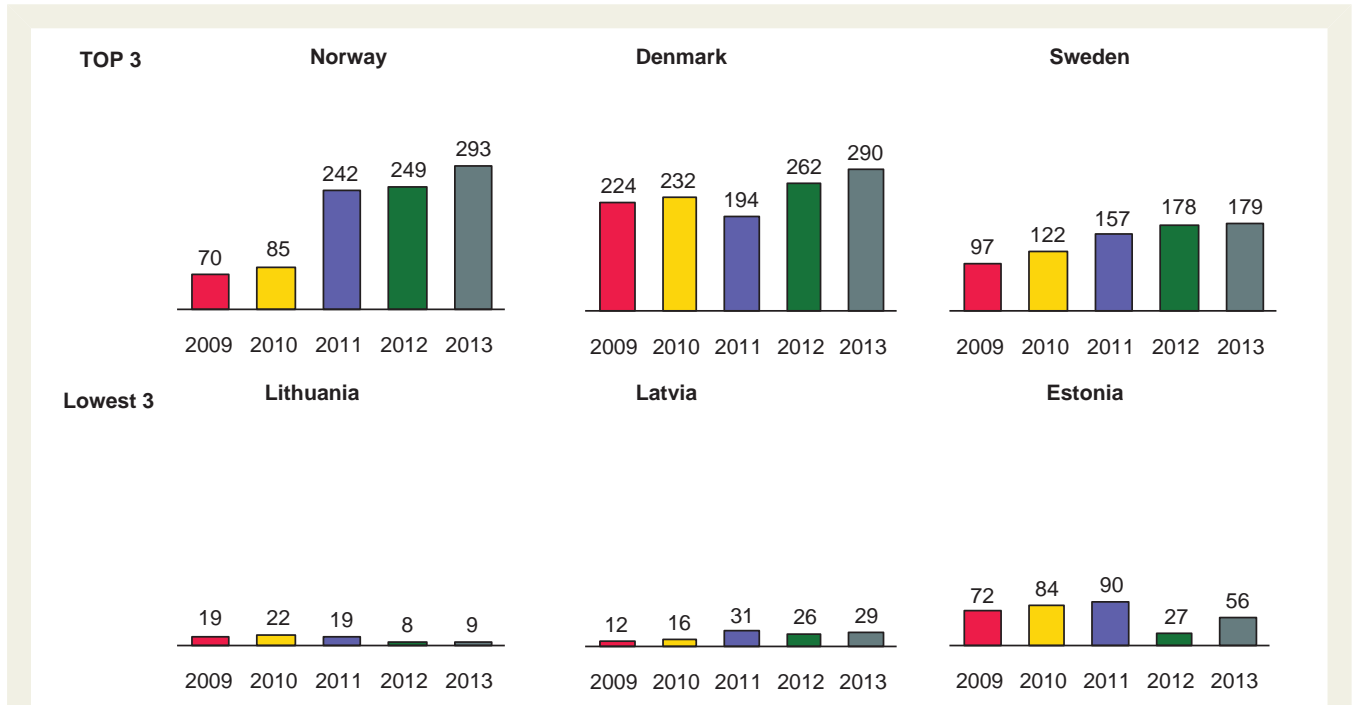 TOP 3 Norway Denmark Sweden
293
242 249
70 85
2009 2010 2011 2012 2013
290
262
224 232 194
2009 2010 2011 2012 2013
178 179
157
122
97
2009 2010 2011 2012 2013
Lowest 3 Lithuania Latvia Estonia
19 22 19 8 9
2009 2010 2011 2012 2013
12 16 31 26 29
2009 2010 2011 2012 2013
72 84 90 27 56
2009 2010 2011 2012 2013